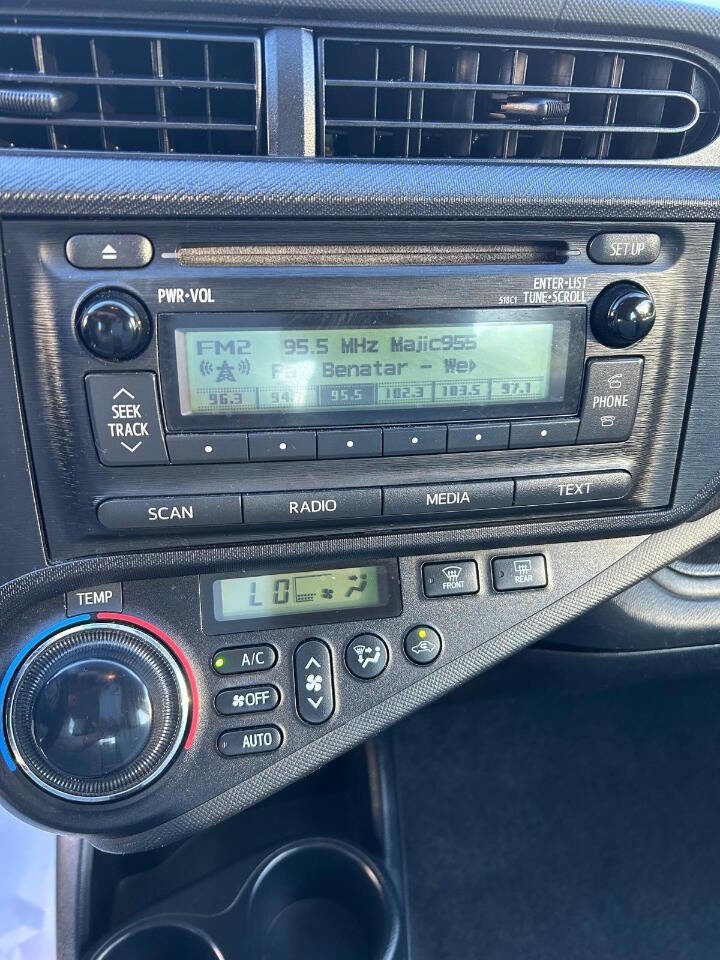 SET UP
PWR•VOL
ENTER•LIST
518C1 TUNE•SCROLL
FM2 95.5 MHz Majic955
Benatar - We
96.3 95.5 102.3 103.5 97.1
SEEK
TRACK
PHONE
SCAN RADIO MEDIA TEXT
TEMP
LO
FRONT
REAR
A/C
OFF
AUTO